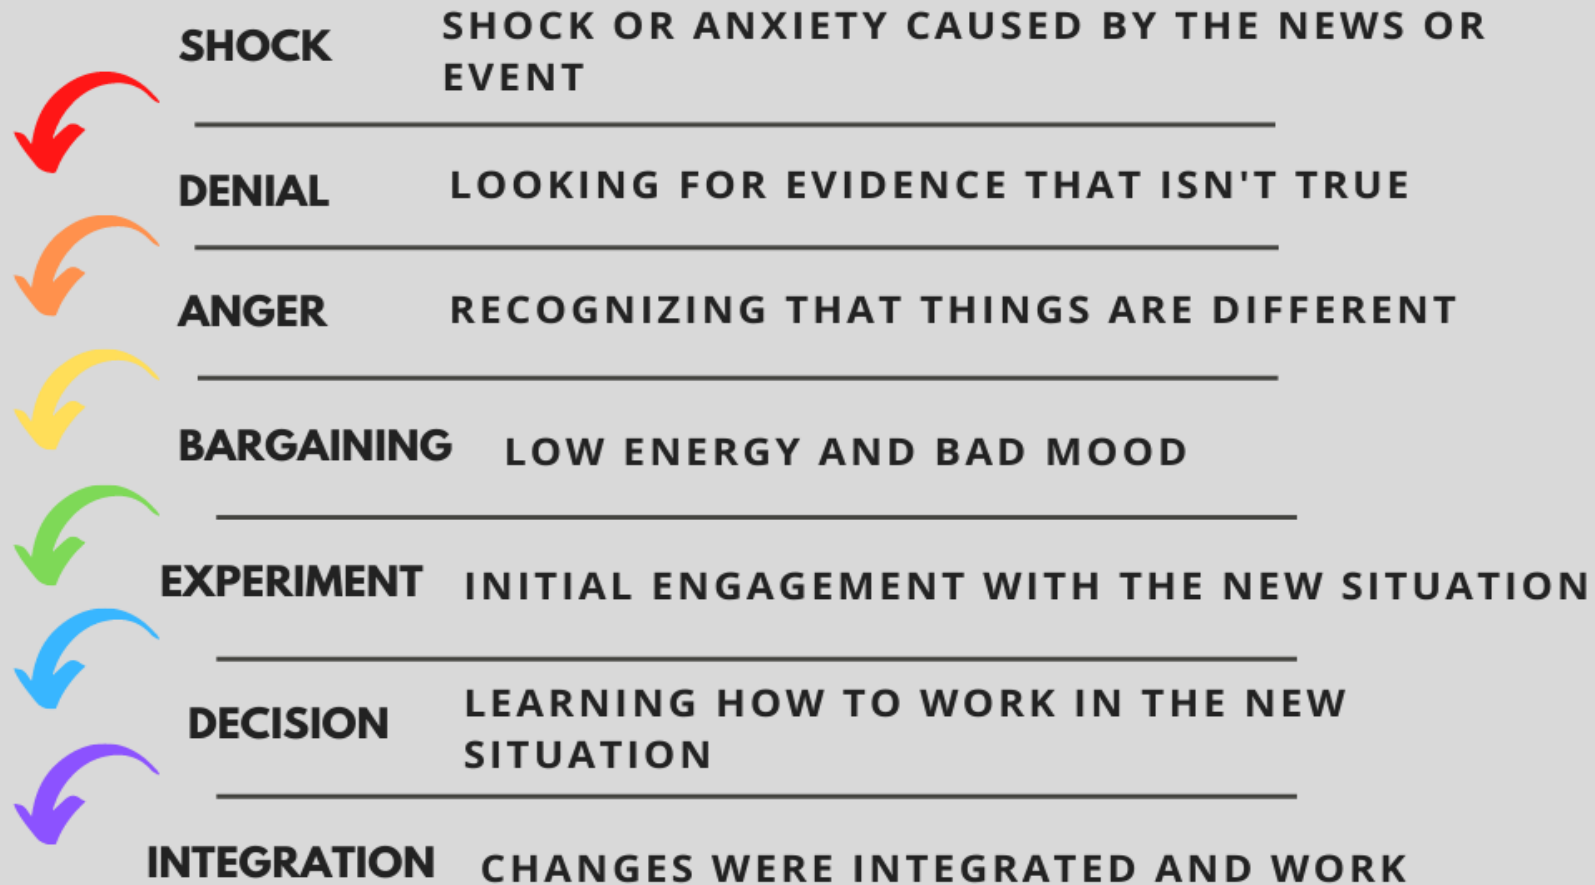 SHOCK SHOCK OR ANXIETY CAUSED BY THE NEWS OR
EVENT
DENIAL LOOKING FOR EVIDENCE THAT ISN'T TRUE
ANGER RECOGNIZING THAT THINGS ARE DIFFERENT
BARGAINING LOW ENERGY AND BAD MOOD
EXPERIMENT INITIAL ENGAGEMENT WITH THE NEW SITUATION
DECISION LEARNING HOW TO WORK IN THE NEW
SITUATION
INTEGRATION CHANGES WERE INTEGRATED AND WORK